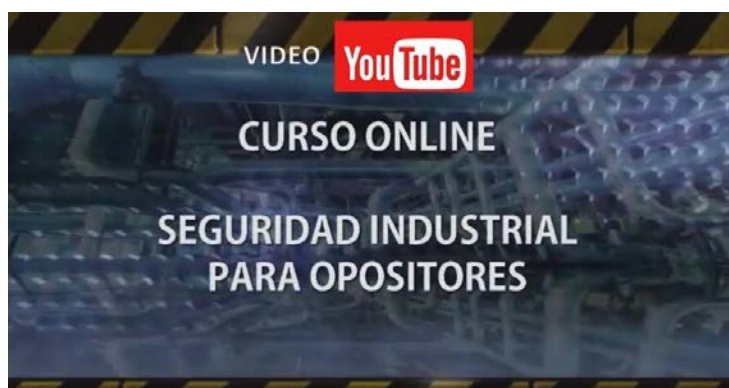 VIDEO YouTube
CURSO ONLINE
SEGURIDAD INDUSTRIAL
PARA OPOSITORES